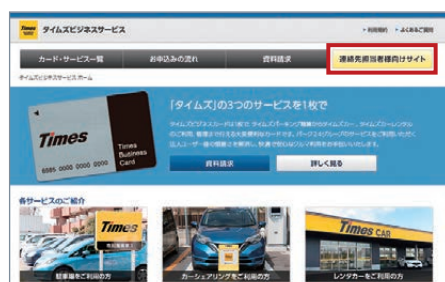 タイムズビジネスサービス
利用規約
よくあるご質問
カード・サービス一覧
お申込みの流れ
資料請求
連絡先担当者様向けサイト
タイムズビジネスサービス ホーム
「タイムズ」の3つのサービスを1枚で
Times
Times
Business
Card
資料請求
詳しく見る
各サービスのご紹介
Times
Times CAR
駐車場をご利用の方
カーシェアリングをご利用の方
レンタカーをご利用の方